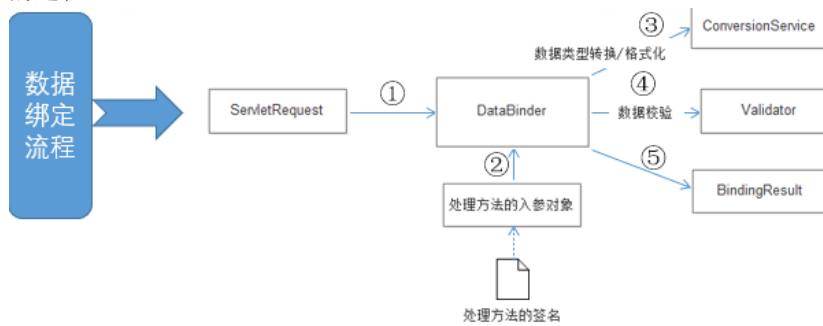 数据
绑定
流程
ServletRequest
①
DataBinder
②
处理方法的入参对象
处理方法的签名
③
数据类型转换/格式化
ConversionService
④
数据校验
Validator
⑤
BindingResult